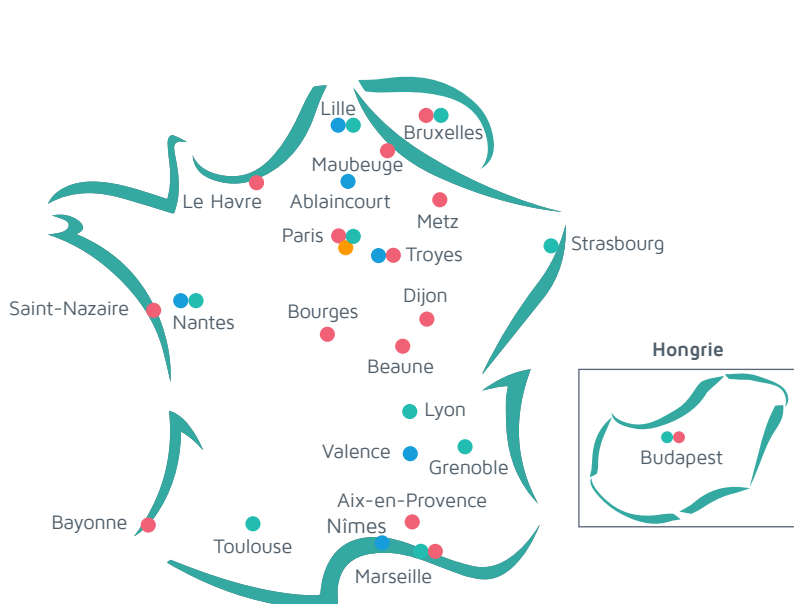 Lille
Bruxelles
Maubeuge
Le Havre
Ablaincourt
Metz
Paris
Troyes
Strasbourg
Saint-Nazaire
Nantes
Bourges
Dijon
Beaune
Hongrie
Lyon
Valence
Grenoble
Budapest
Aix-en-Provence
Bayonne
Nîmes
Toulouse
Marseille